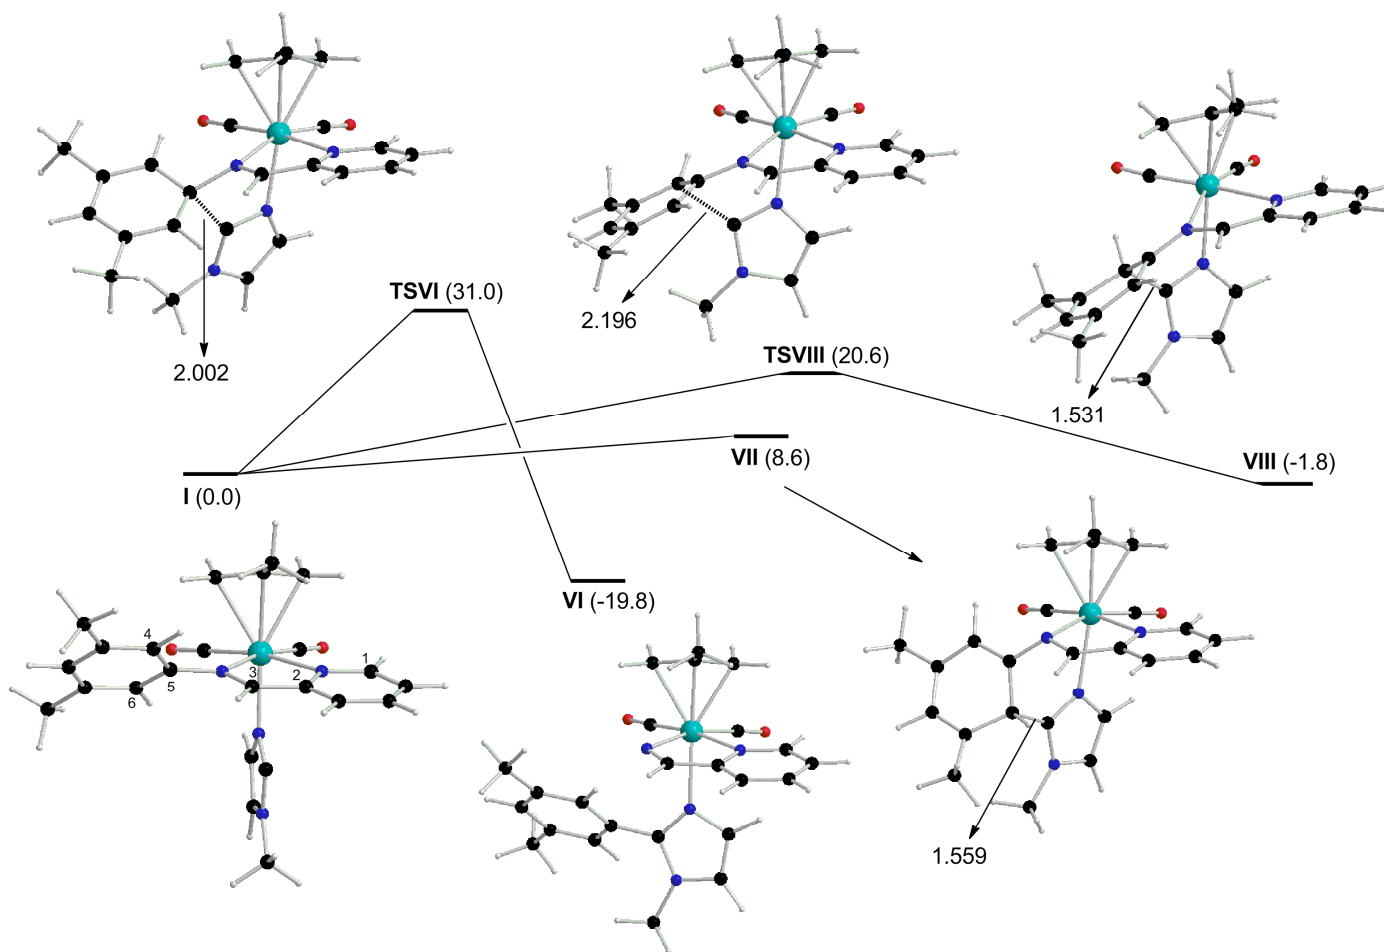 TSVI (31.0)
2.002
2.196
TSVIII (20.6)
1.531
I (0.0)
VII (8.6)
VIII (-1.8)
VI (-19.8)
4
3
2
1
5
6
1.559